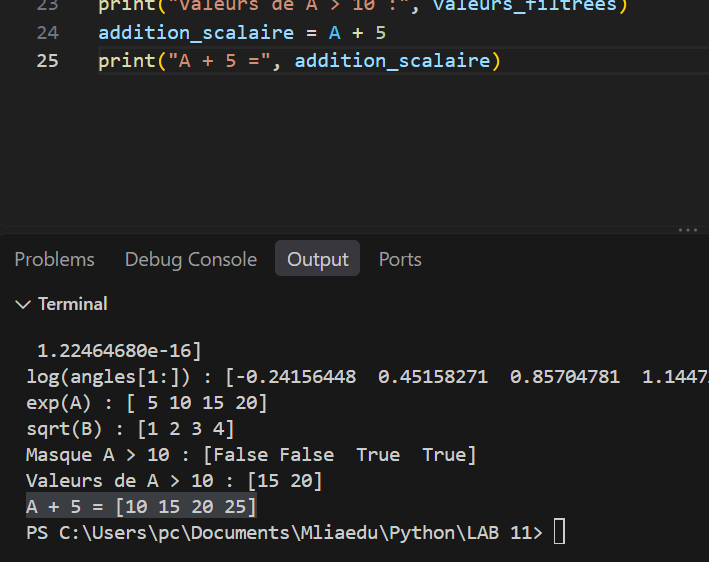 23 print("Valeurs de A > 10 :", valeurs_filtrees)
24 addition_scalaire = A + 5
25 print("A + 5 =", addition_scalaire)
Problems Debug Console Output Ports
Terminal
1.22464680e-16]
log(angles[1:]) : [-0.24156448  0.45158271  0.85704781  1.1447
exp(A) : [ 5 10 15 20]
sqrt(B) : [1 2 3 4]
Masque A > 10 : [False False  True  True]
Valeurs de A > 10 : [15 20]
A + 5 = [10 15 20 25]
PS C:\Users\pc\Documents\Mliaedu\Python\LAB 11>